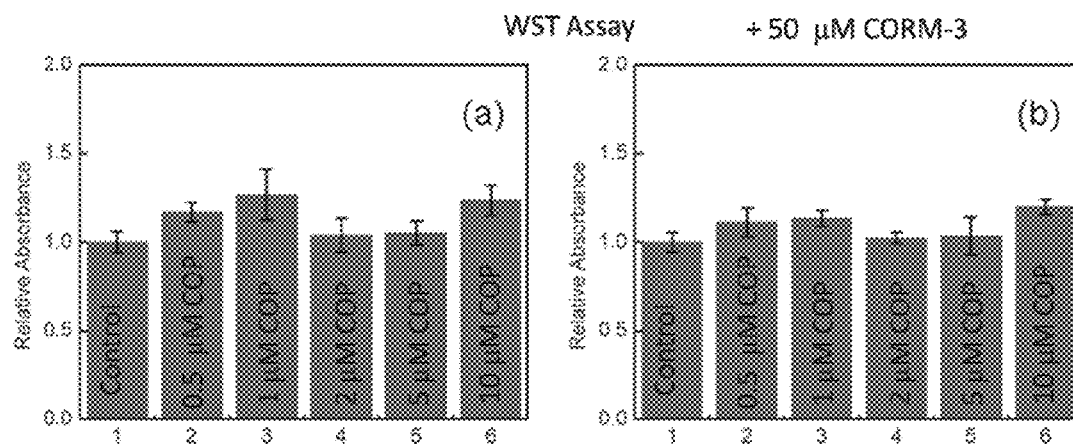 WST Assay + 50 μM CORM-3
2.0
1.5
1.0
0.5
0.0
Relative Absorbance
(a)
Control
0.5 μM COP
1 μM COP
2 μM COP
5 μM COP
10 μM COP
1 2 3 4 5 6
2.0
1.5
1.0
0.5
0.0
Relative Absorbance
(b)
Control
0.5 μM COP
1 μM COP
2 μM COP
5 μM COP
10 μM COP
1 2 3 4 5 6